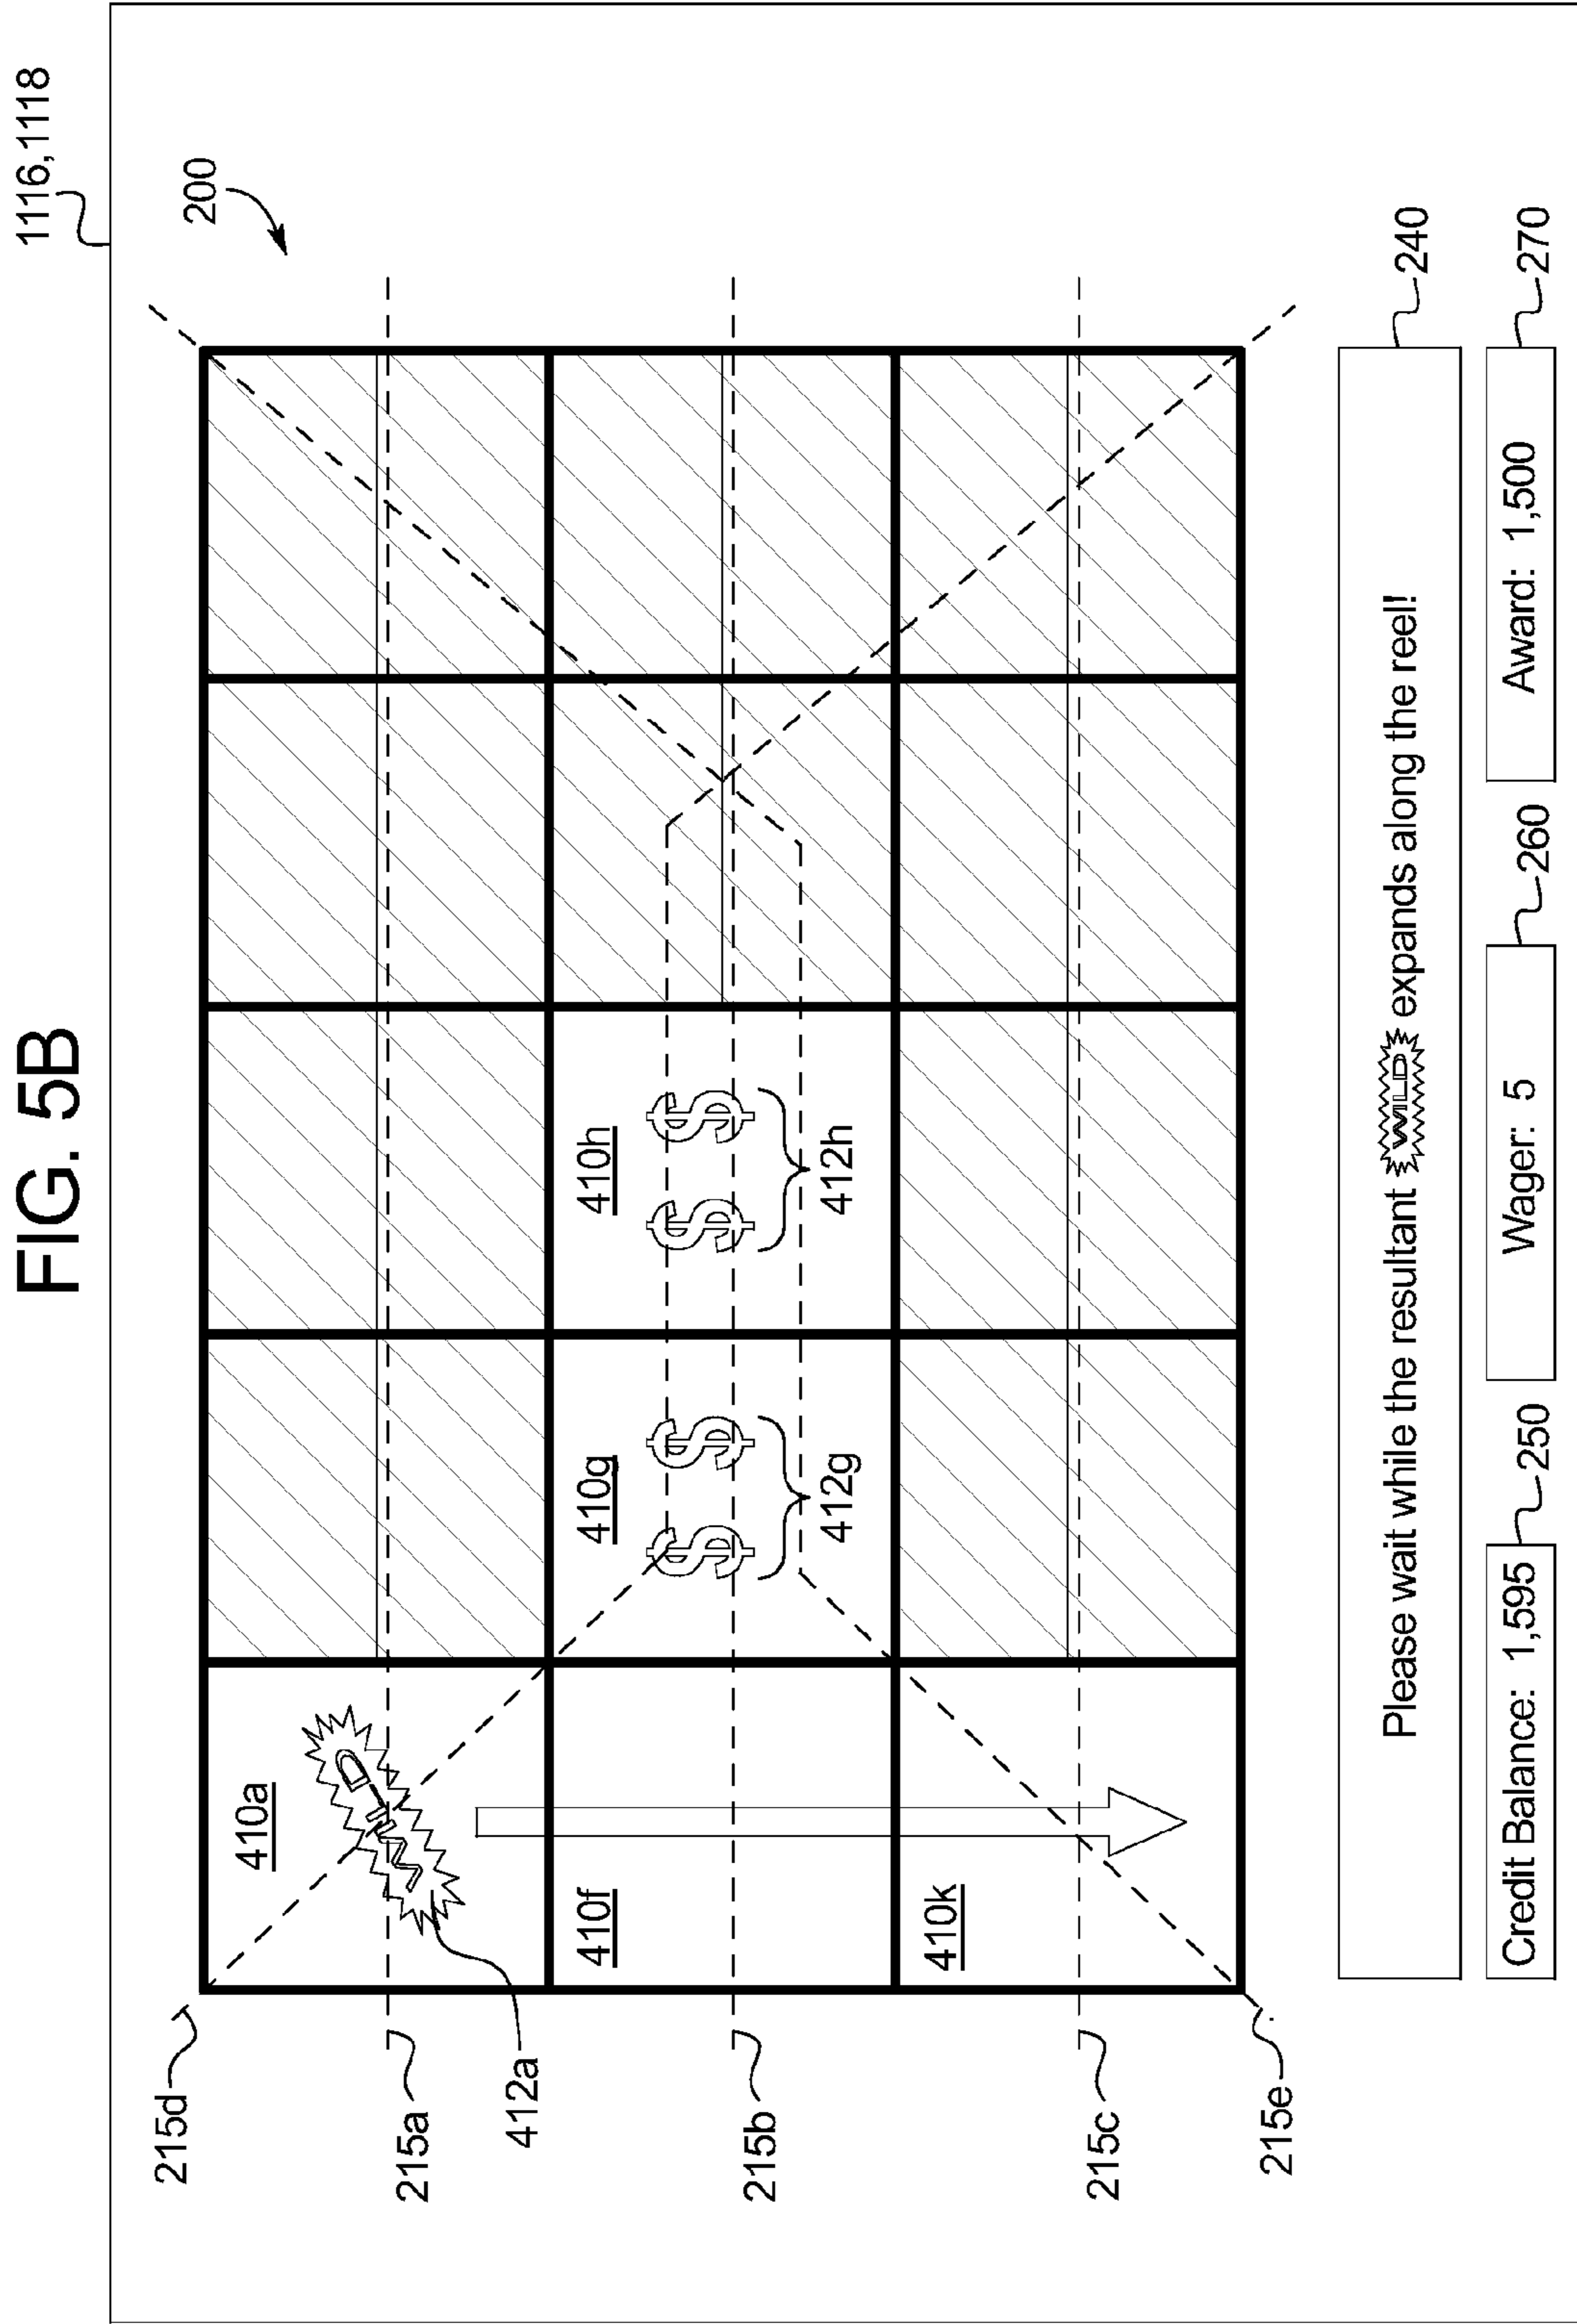 FIG. 5B
1116,1118
200
215d
215a
412a
215b
215c
215e
410a
WILD
410f
410g
$ $
412g
410h
$ $
412h
410k
Please wait while the resultant WILD expands along the reel!
240
Credit Balance: 1,595
250
Wager: 5
260
Award: 1,500
270